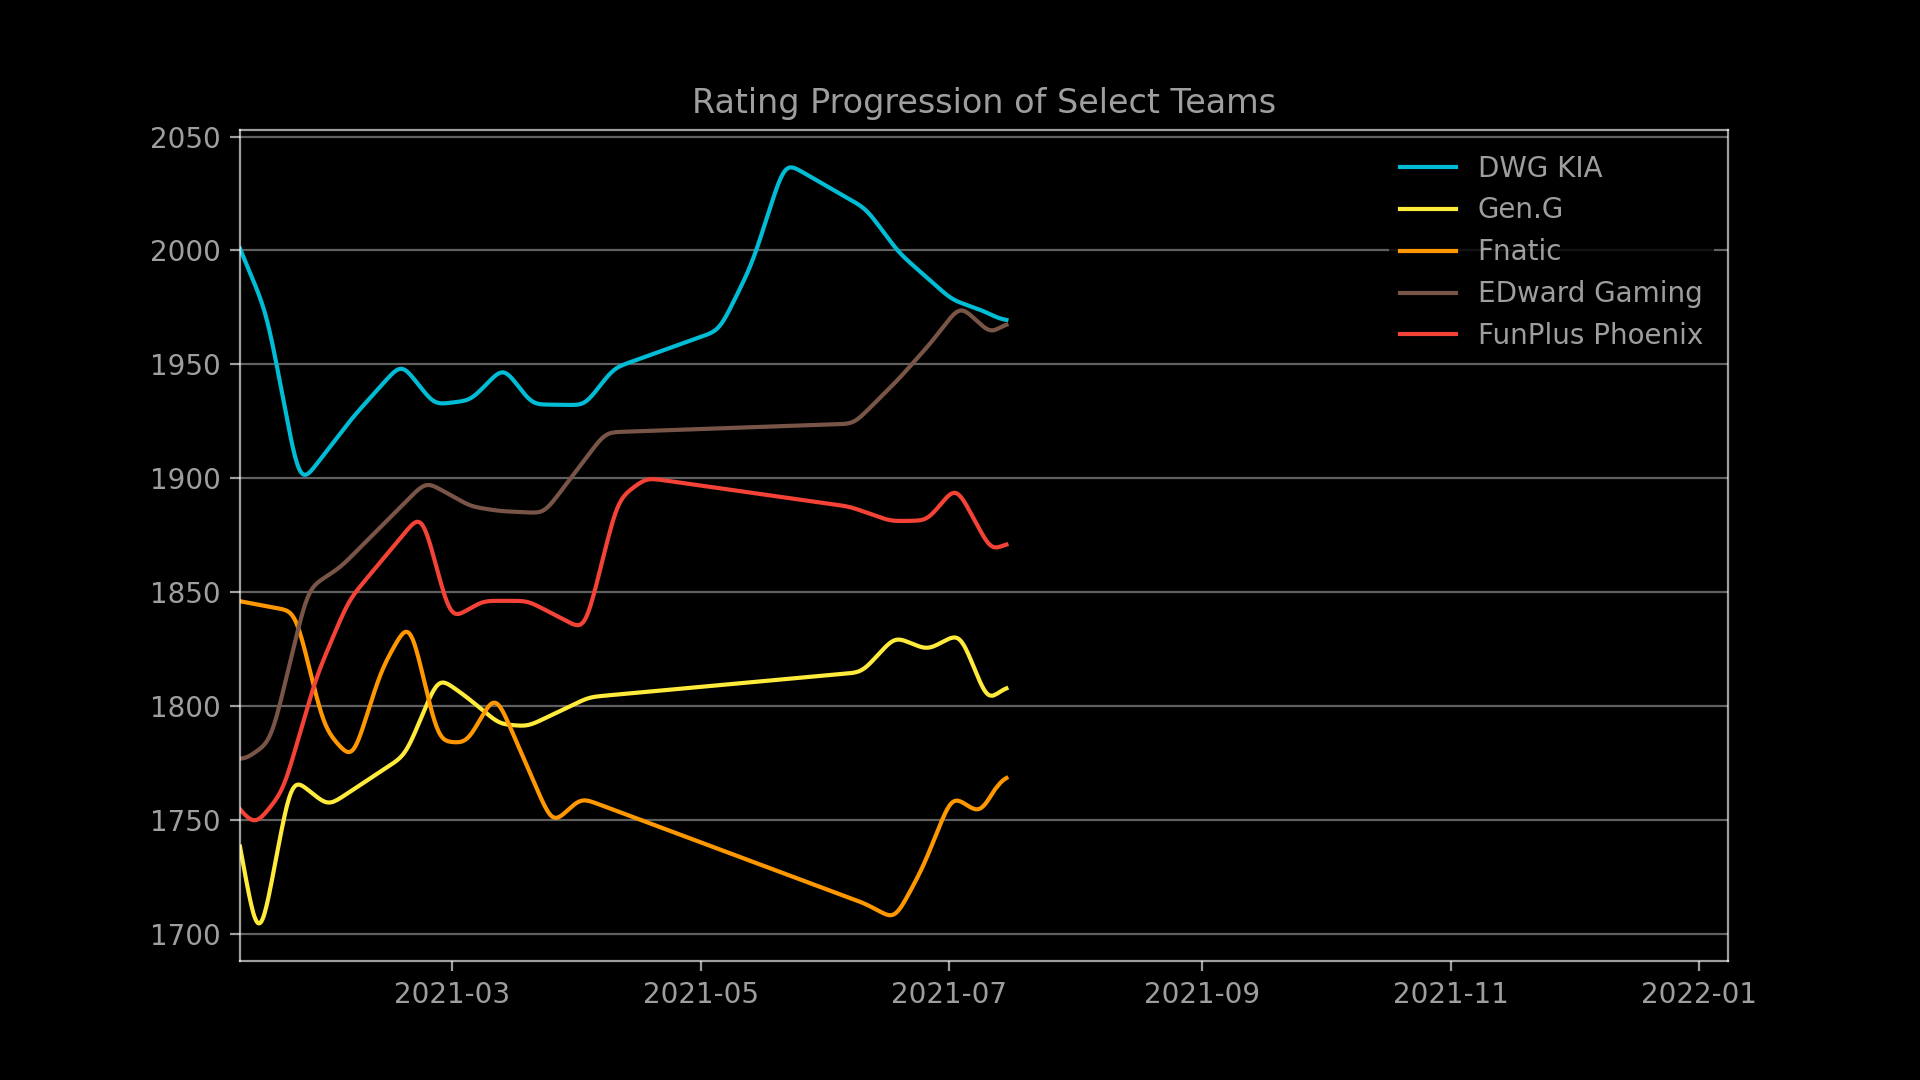 Rating Progression of Select Teams
2050
2000
1950
1900
1850
1800
1750
1700
DWG KIA
Gen.G
Fnatic
EDward Gaming
FunPlus Phoenix
2021-03 2021-05 2021-07 2021-09 2021-11 2022-01